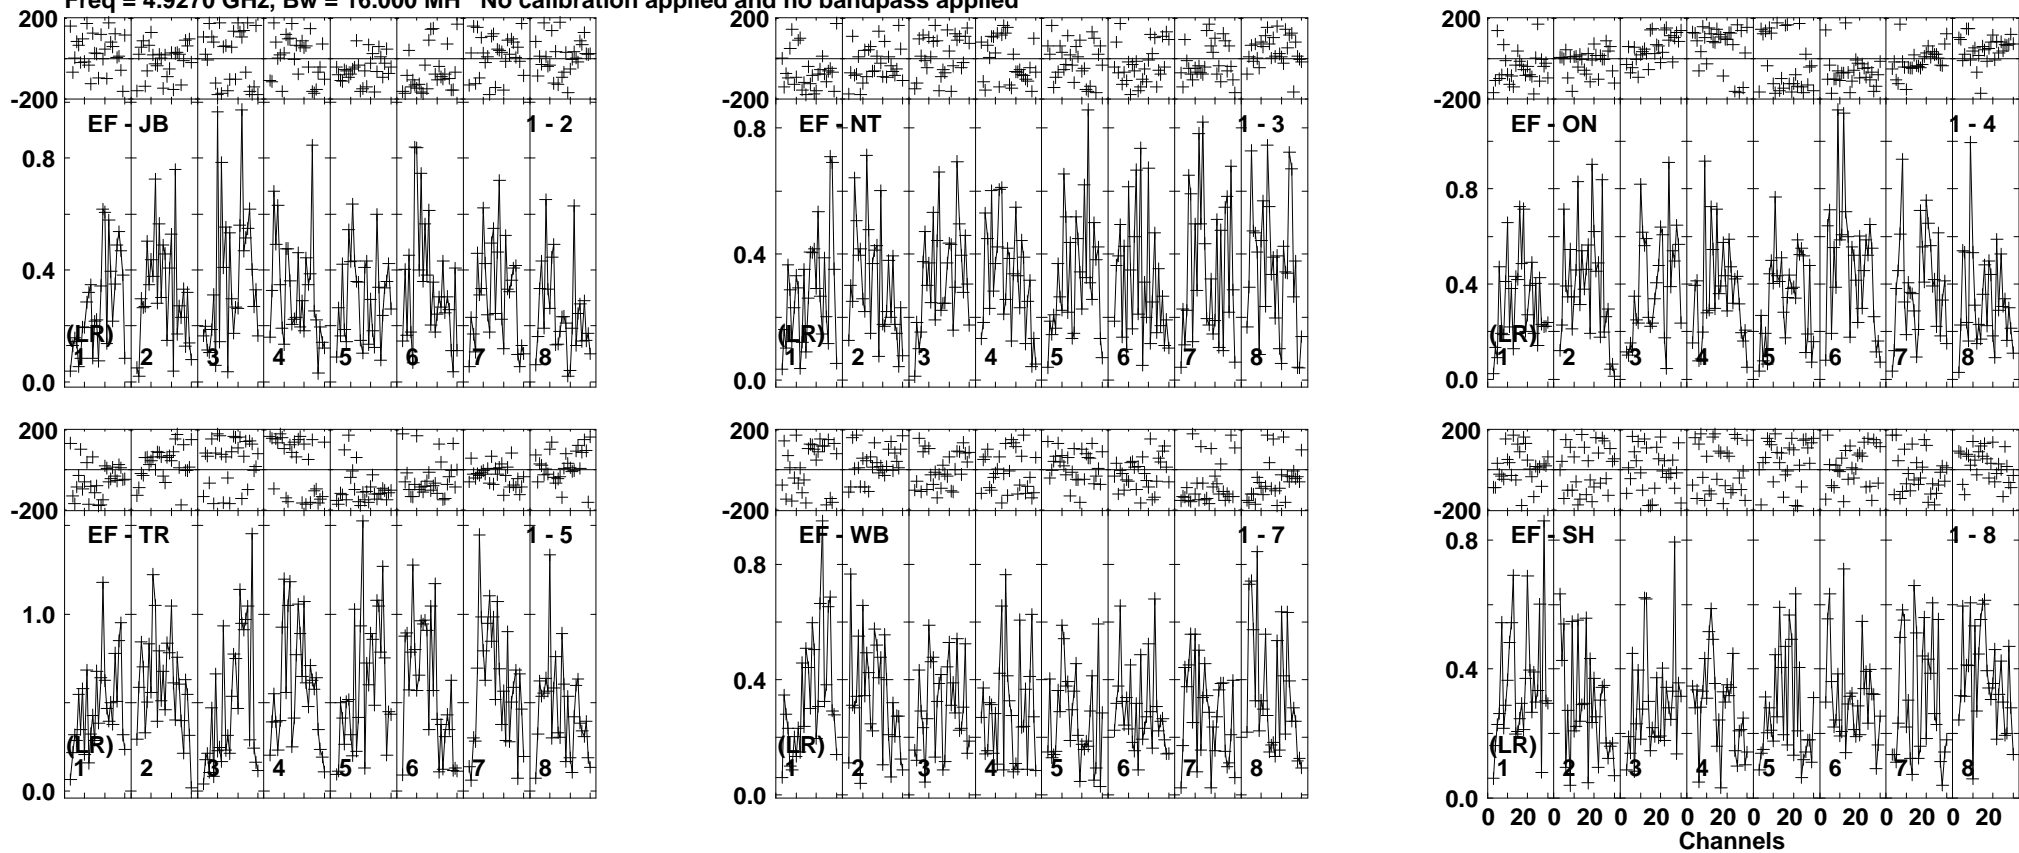 Freq = 4.9270 GHz, Bw = 16.000 MH No calibration applied and no bandpass applied
200 200 200
-200 -200 -200
EF - JB 1 - 2 EF - NT 1 - 3 EF - ON 1 - 4
0.8 0.8 0.8
0.4 0.4 0.4
(LR) (LR) (LR)
1 2 3 4 5 6 7 8 1 2 3 4 5 6 7 8 1 2 3 4 5 6 7 8
0.0 0.0 0.0
200 200 200
-200 -200 -200
EF - TR 1 - 5 EF - WB 1 - 7 EF - SH 1 - 8
1.0 0.8 0.8
0.4 0.4
(LR) (LR) (LR)
1 2 3 4 5 6 7 8 1 2 3 4 5 6 7 8 1 2 3 4 5 6 7 8
0.0 0.0 0.0
0 20 0 20 0 20 0 20 0 20 0 20 0 20 0 20
Channels